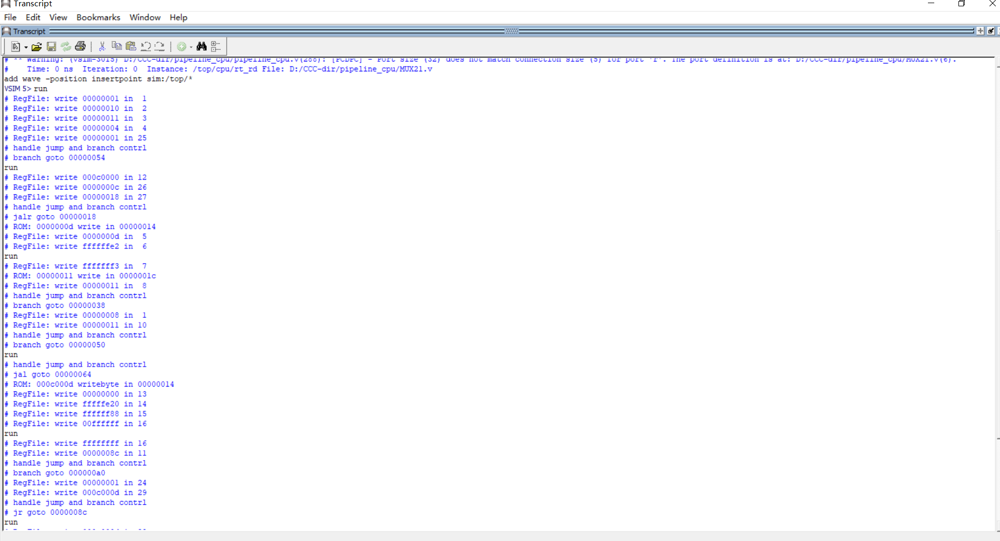 Transcript
File Edit View Bookmarks Window Help
Transcript
# ** Warning: (vsim-3015) D:/CCC-dir/pipeline_cpu/pipeline_cpu.v(288): [PCDPC] - Port size (32) does not match connection size (5) for port 'r'. The port definition is at: D:/CCC-dir/pipeline_cpu/MUX21.v(6).
#    Time: 0 ns  Iteration: 0  Instance: /top/cpu/rt_rd File: D:/CCC-dir/pipeline_cpu/MUX21.v
add wave -position insertpoint sim:/top/*
VSIM 5> run
# RegFile: write 00000001 in  1
# RegFile: write 00000010 in  2
# RegFile: write 00000011 in  3
# RegFile: write 00000004 in  4
# RegFile: write 00000001 in 25
# handle jump and branch contrl
# branch goto 00000054
run
# RegFile: write 000c0000 in 12
# RegFile: write 0000000c in 26
# RegFile: write 00000018 in 27
# handle jump and branch contrl
# jalr goto 00000018
# ROM: 0000000d write in 00000014
# RegFile: write 0000000d in  5
# RegFile: write ffffffe2 in  6
run
# RegFile: write fffffff3 in  7
# ROM: 00000011 write in 0000001c
# RegFile: write 00000011 in  8
# handle jump and branch contrl
# branch goto 00000038
# RegFile: write 00000008 in  1
# RegFile: write 00000011 in 10
# handle jump and branch contrl
# branch goto 00000050
run
# handle jump and branch contrl
# jal goto 00000064
# ROM: 000c000d writebyte in 00000014
# RegFile: write 00000000 in 13
# RegFile: write fffffe20 in 14
# RegFile: write ffffff88 in 15
# RegFile: write 00ffffff in 16
run
# RegFile: write ffffffff in 16
# RegFile: write 0000008c in 11
# handle jump and branch contrl
# branch goto 000000a0
# RegFile: write 00000001 in 24
# RegFile: write 000c000d in 29
# handle jump and branch contrl
# jr goto 0000008c
run